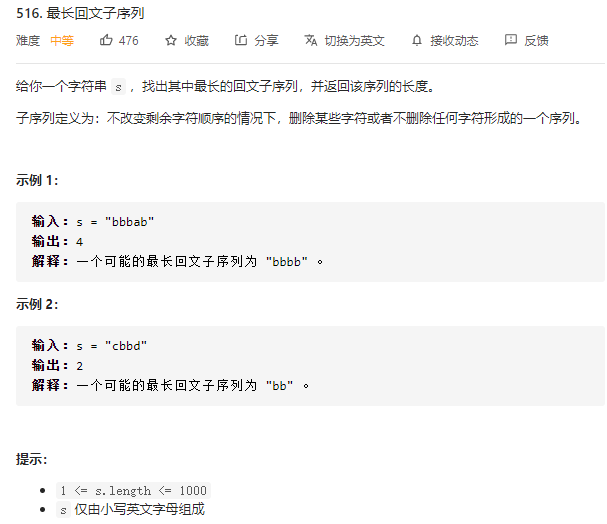 516. 最长回文子序列
难度 中等 476 收藏 分享 切换为英文 接收动态 反馈
给你一个字符串 s ，找出其中最长的回文子序列，并返回该序列的长度。
子序列定义为：不改变剩余字符顺序的情况下，删除某些字符或者不删除任何字符形成的一个序列。
示例 1：
输入：s = "bbbab"
输出：4
解释：一个可能的最长回文子序列为 "bbbb" 。
示例 2：
输入：s = "cbbd"
输出：2
解释：一个可能的最长回文子序列为 "bb" 。
提示：
1 <= s.length <= 1000
s 仅由小写英文字母组成